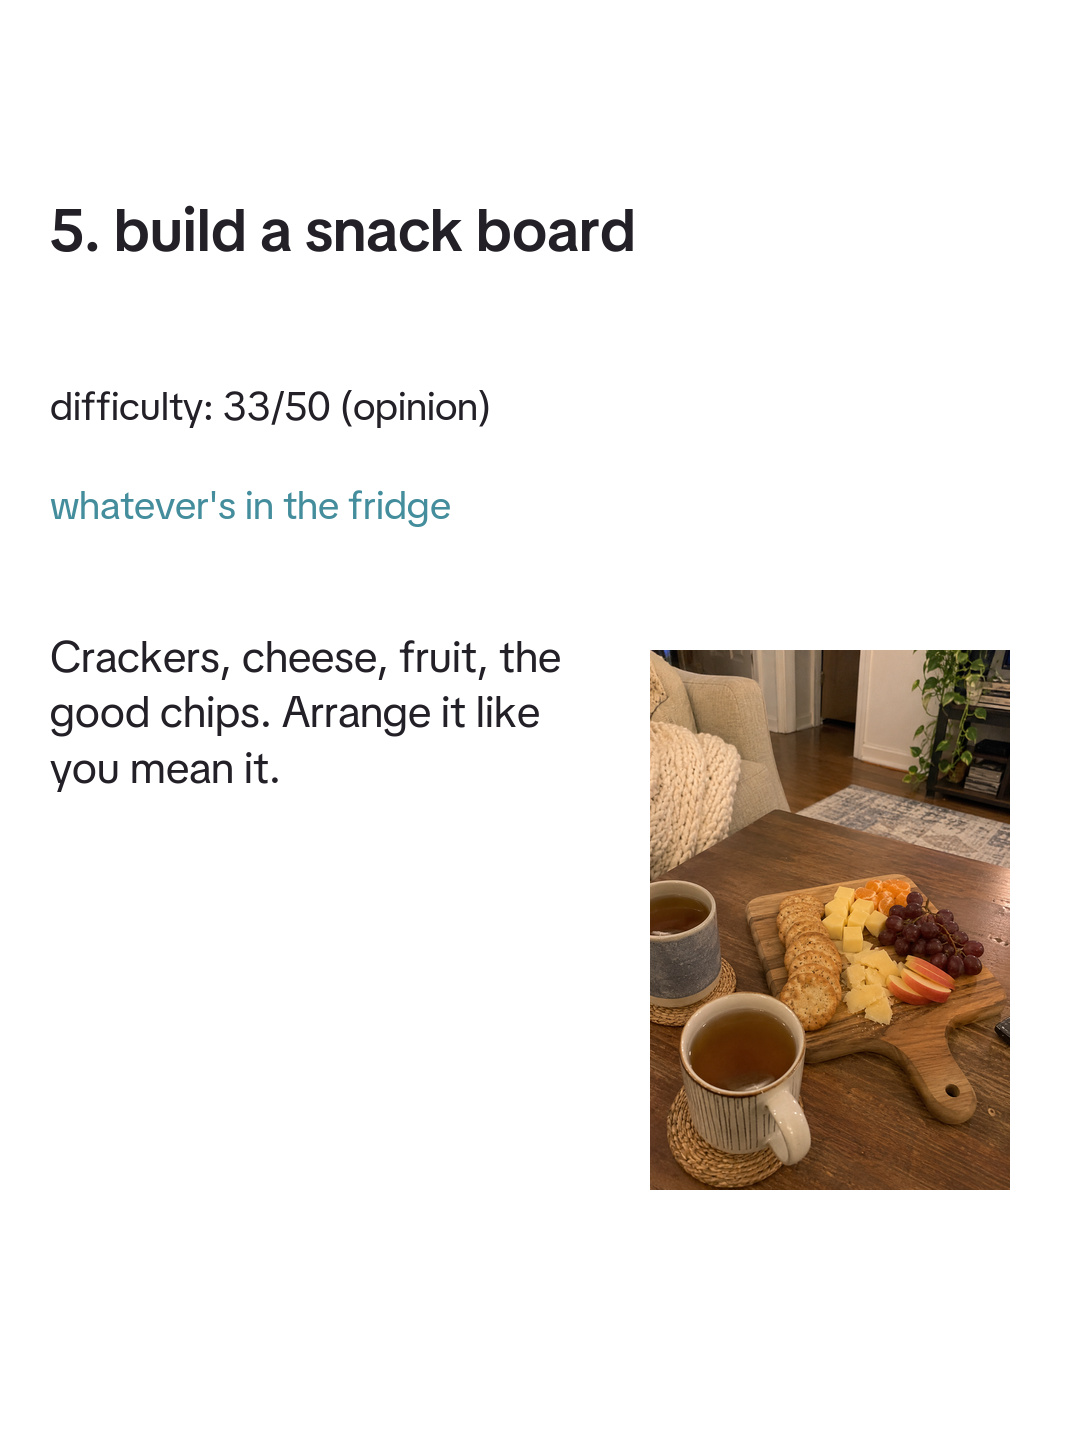 5. build a snack board
difficulty: 33/50 (opinion)
whatever's in the fridge
Crackers, cheese, fruit, the
good chips. Arrange it like
you mean it.